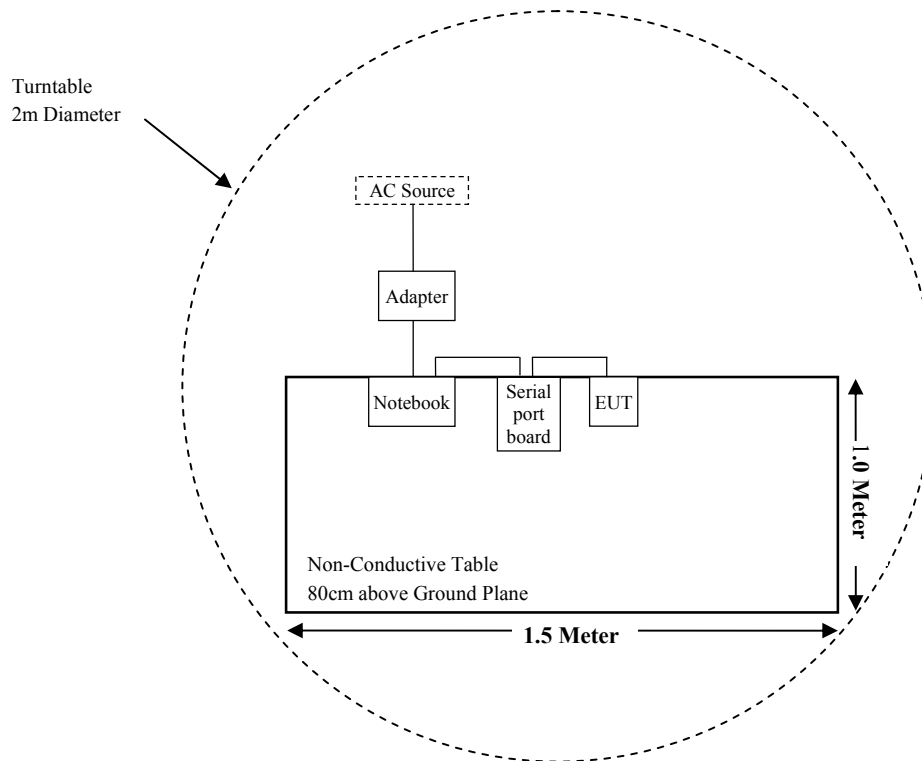 Turntable
2m Diameter
AC Source
Adapter
Notebook
Serial
port
board
EUT
1.0 Meter
Non-Conductive Table
80cm above Ground Plane
1.5 Meter